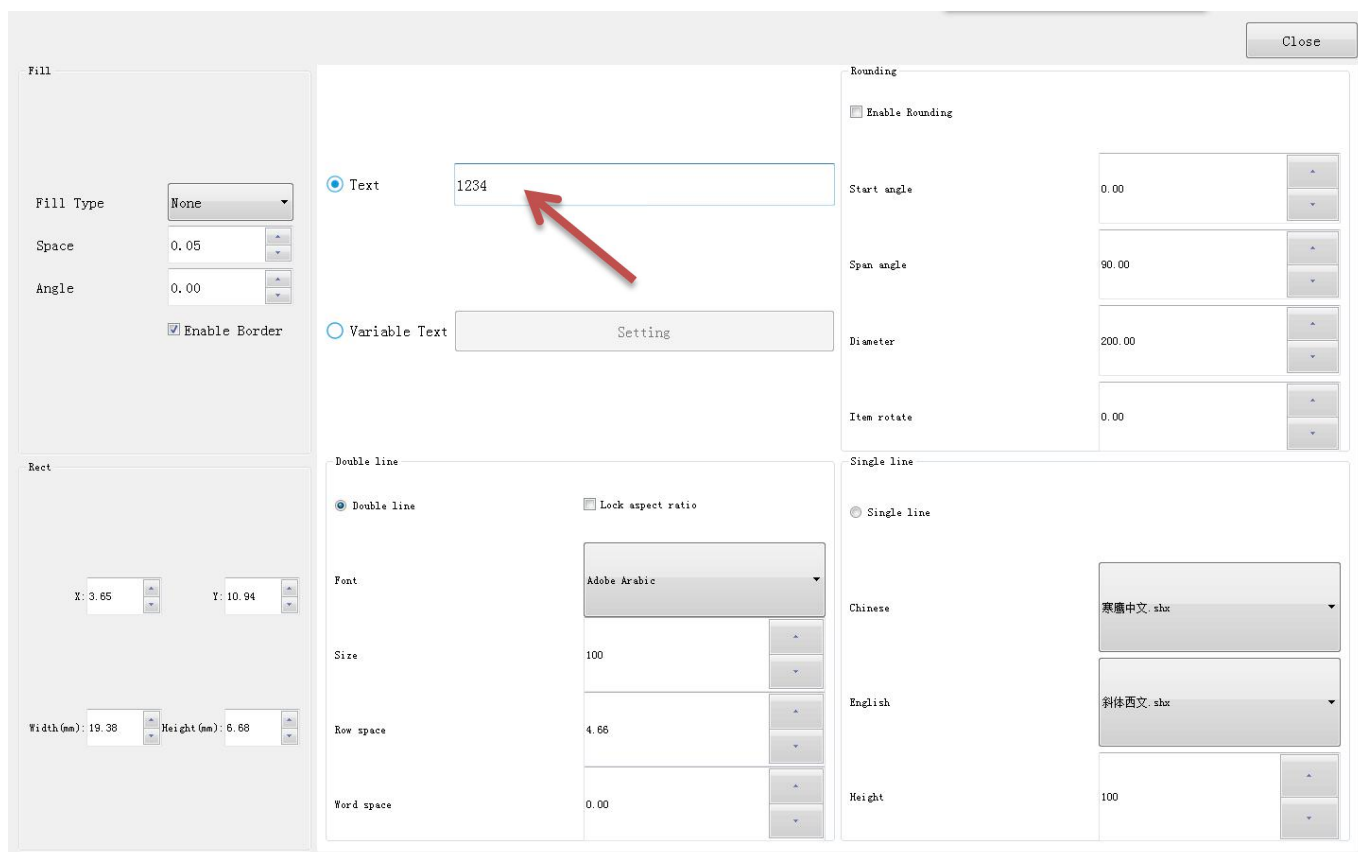 Close
Fill
Fill Type None
Space 0.05
Angle 0.00
Enable Border
Text 1234
Variable Text Setting
Rounding
Enable Rounding
Start angle 0.00
Span angle 90.00
Diameter 200.00
Item rotate 0.00
Rect
X: 3.65 Y: 10.94
Width(mm): 19.38 Height(mm): 6.68
Double line
Double line Lock aspect ratio
Font Adobe Arabic
Size 100
Row space 4.66
Word space 0.00
Single line
Single line
Chinese 寒鷹中文.shx
English 斜体西文.shx
Height 100